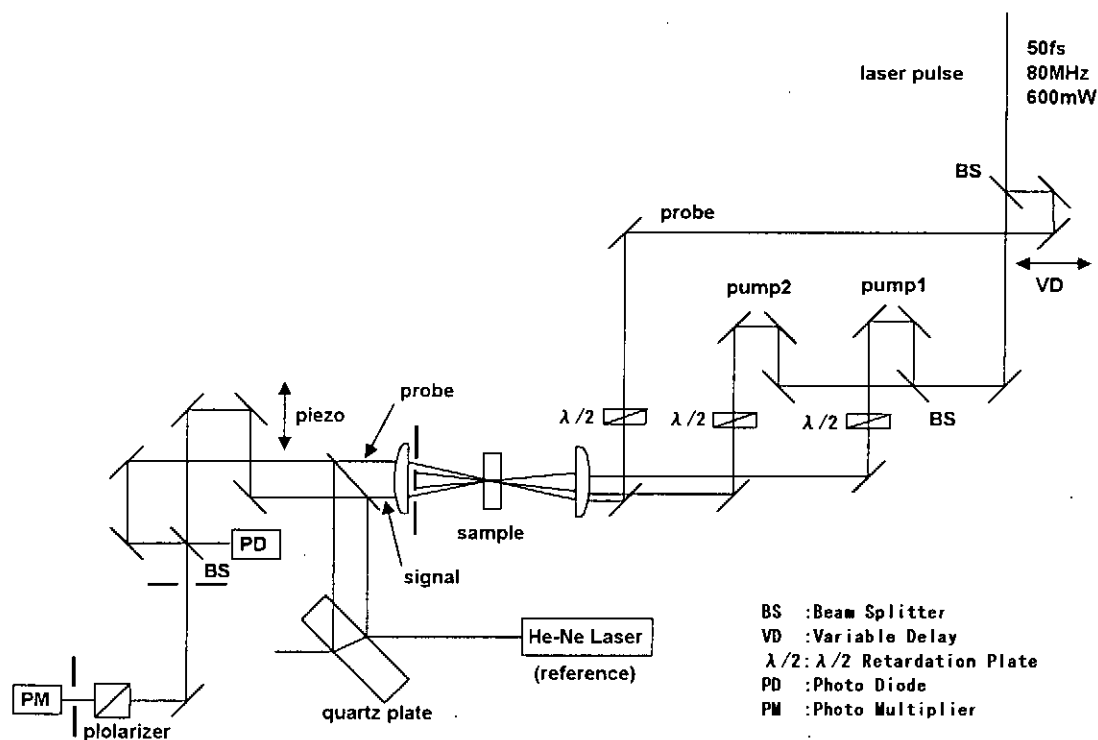 laser pulse
50fs
80MHz
600mW
BS
probe
VD
pump2
pump1
λ/2
λ/2
λ/2
BS
piezo
probe
sample
signal
PD
BS
He-Ne Laser
(reference)
quartz plate
PM
plolarizer
BS :Beam Splitter
VD :Variable Delay
λ/2:λ/2 Retardation Plate
PD :Photo Diode
PM :Photo Multiplier